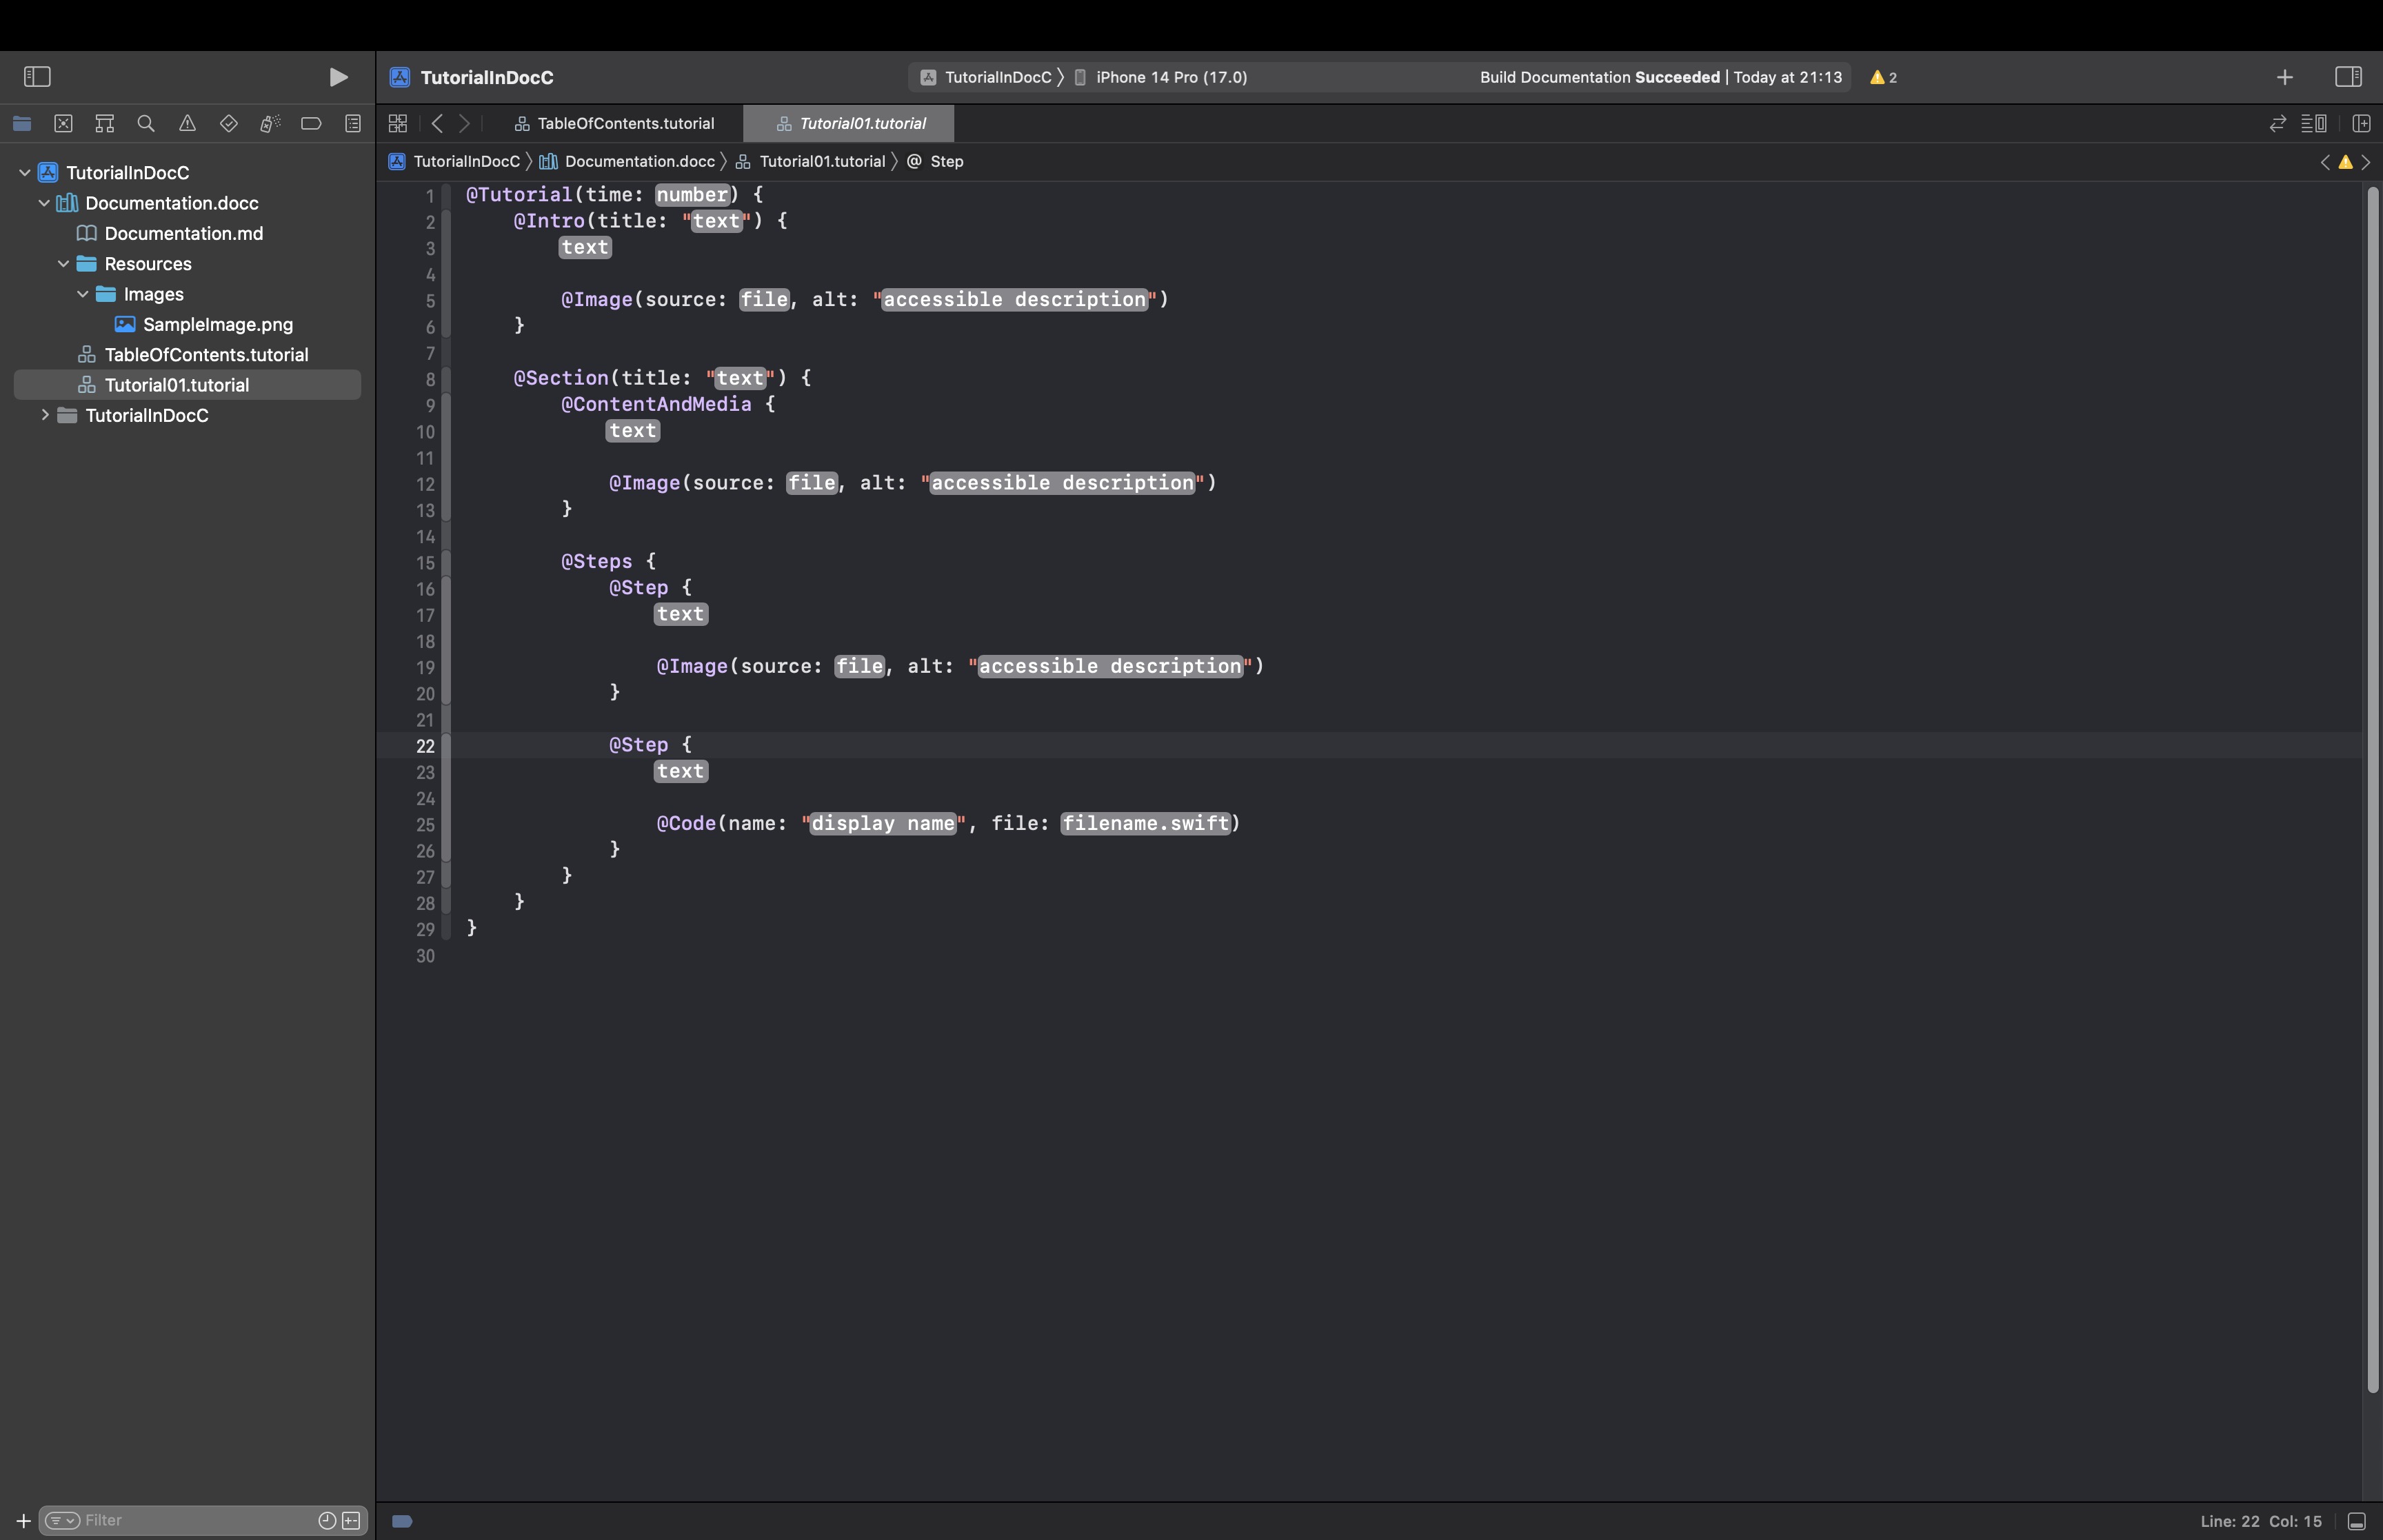 TutorialInDocC
TutorialInDocC iPhone 14 Pro (17.0) Build Documentation Succeeded | Today at 21:13 2
TableOfContents.tutorial Tutorial01.tutorial
TutorialInDocC Documentation.docc Tutorial01.tutorial @ Step
TutorialInDocC
Documentation.docc
Documentation.md
Resources
Images
SampleImage.png
TableOfContents.tutorial
Tutorial01.tutorial
TutorialInDocC
1 @Tutorial(time: number) {
2 @Intro(title: "text") {
3 text
4
5 @Image(source: file, alt: "accessible description")
6 }
7
8 @Section(title: "text") {
9 @ContentAndMedia {
10 text
11
12 @Image(source: file, alt: "accessible description")
13 }
14
15 @Steps {
16 @Step {
17 text
18
19 @Image(source: file, alt: "accessible description")
20 }
21
22 @Step {
23 text
24
25 @Code(name: "display name", file: filename.swift)
26 }
27 }
28 }
29 }
30
Filter
Line: 22 Col: 15